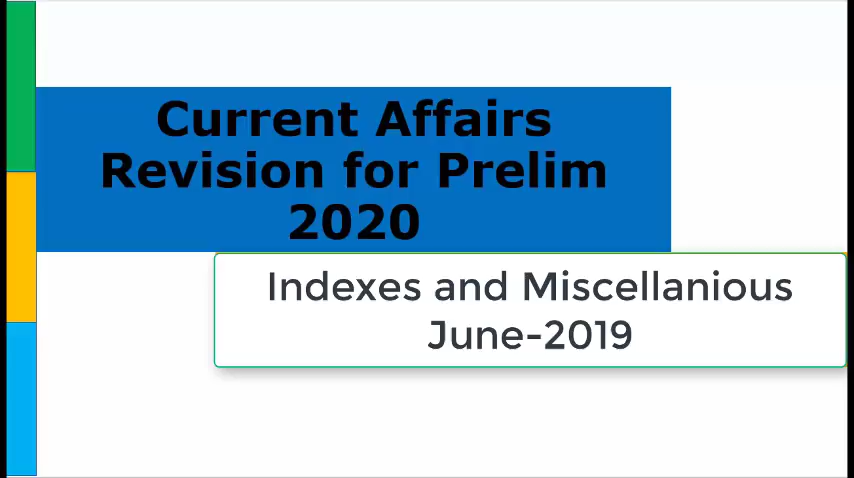 Current Affairs
Revision for Prelim
2020
Indexes and Miscellanious
June-2019